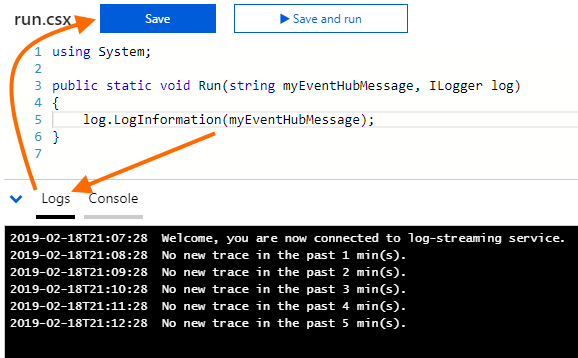 run.csx Save Save and run
1 using System;
2
3 public static void Run(string myEventHubMessage, ILogger log)
4 {
5 log.LogInformation(myEventHubMessage);
6 }
7
Logs Console
2019-02-18T21:07:28 Welcome, you are now connected to log-streaming service.
2019-02-18T21:08:28 No new trace in the past 1 min(s).
2019-02-18T21:09:28 No new trace in the past 2 min(s).
2019-02-18T21:10:28 No new trace in the past 3 min(s).
2019-02-18T21:11:28 No new trace in the past 4 min(s).
2019-02-18T21:12:28 No new trace in the past 5 min(s).